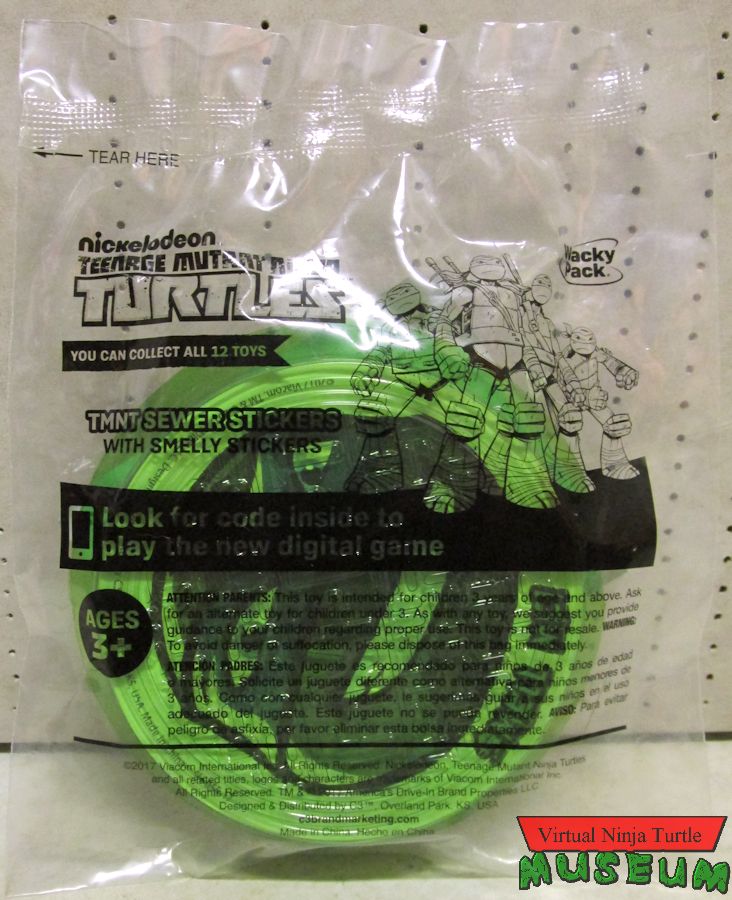 TEAR HERE
nickelodeon
TEENAGE MUTANT NINJA
TURTLES
Wacky
Pack.
YOU CAN COLLECT ALL 12 TOYS
TMNT SEWER STICKERS
WITH SMELLY STICKERS
Look for code inside to
play the new digital game
AGES
3+
ATTENTION PARENTS: This toy is intended for children 3 years of age and above. Ask
for an alternate toy for children under 3. As with any toy, we suggest you provide
guidance to your children regarding proper use. This toy is not for resale. WARNING:
To avoid danger of suffocation, please dispose of this bag immediately.
ATENCIÓN PADRES: Este juguete es recomendado para niños de 3 años de edad
o mayores. Solicite un juguete diferente como alternativa para niños menores de
3 años. Como con cualquier juguete, le sugerimos guiar a sus niños en el uso
adecuado del juguete. Este juguete no se puede revender. AVISO: Para evitar
peligro de asfixia, por favor eliminar esta bolsa inmediatamente.
©2017 Viacom International Inc. All Rights Reserved. Nickelodeon, Teenage Mutant Ninja Turtles
and all related titles, logos and characters are trademarks of Viacom International Inc.
All Rights Reserved. TM & America's Drive-In Brand Properties LLC
Designed & Distributed by C3™, Overland Park, KS, USA
c3brandmarketing.com
Made in China. Hecho en China
©2017 Viacom. TM &
USA. Made in
Virtual Ninja Turtle
MUSEUM